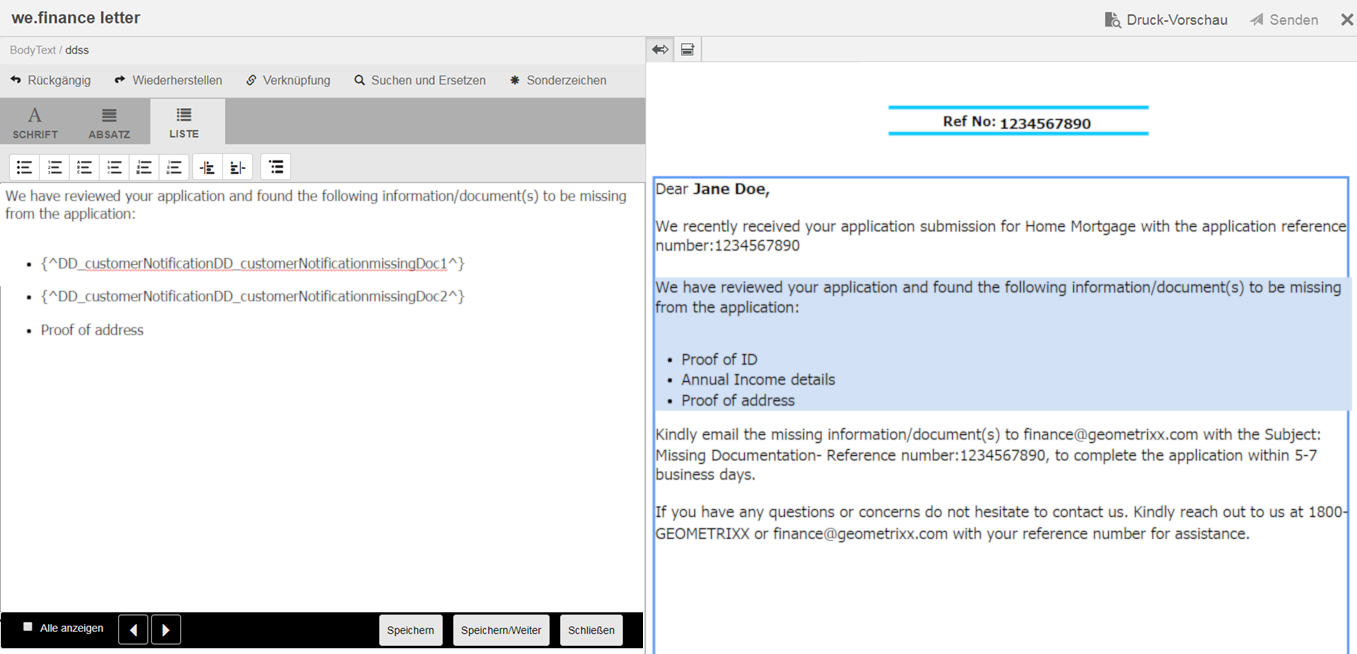 we.finance letter
Druck-Vorschau Senden
BodyText / ddss
Rückgängig Wiederherstellen Verknüpfung Suchen und Ersetzen Sonderzeichen
SCHRIFT ABSATZ LISTE
We have reviewed your application and found the following information/document(s) to be missing
from the application:
• {^DD_customerNotificationDD_customerNotificationmissingDoc1^}
• {^DD_customerNotificationDD_customerNotificationmissingDoc2^}
• Proof of address
Alle anzeigen Speichern Speichern/Weiter Schließen
Ref No: 1234567890
Dear Jane Doe,
We recently received your application submission for Home Mortgage with the application reference
number:1234567890
We have reviewed your application and found the following information/document(s) to be missing
from the application:
• Proof of ID
• Annual Income details
• Proof of address
Kindly email the missing information/document(s) to finance@geometrixx.com with the Subject:
Missing Documentation- Reference number:1234567890, to complete the application within 5-7
business days.
If you have any questions or concerns do not hesitate to contact us. Kindly reach out to us at 1800-
GEOMETRIXX or finance@geometrixx.com with your reference number for assistance.